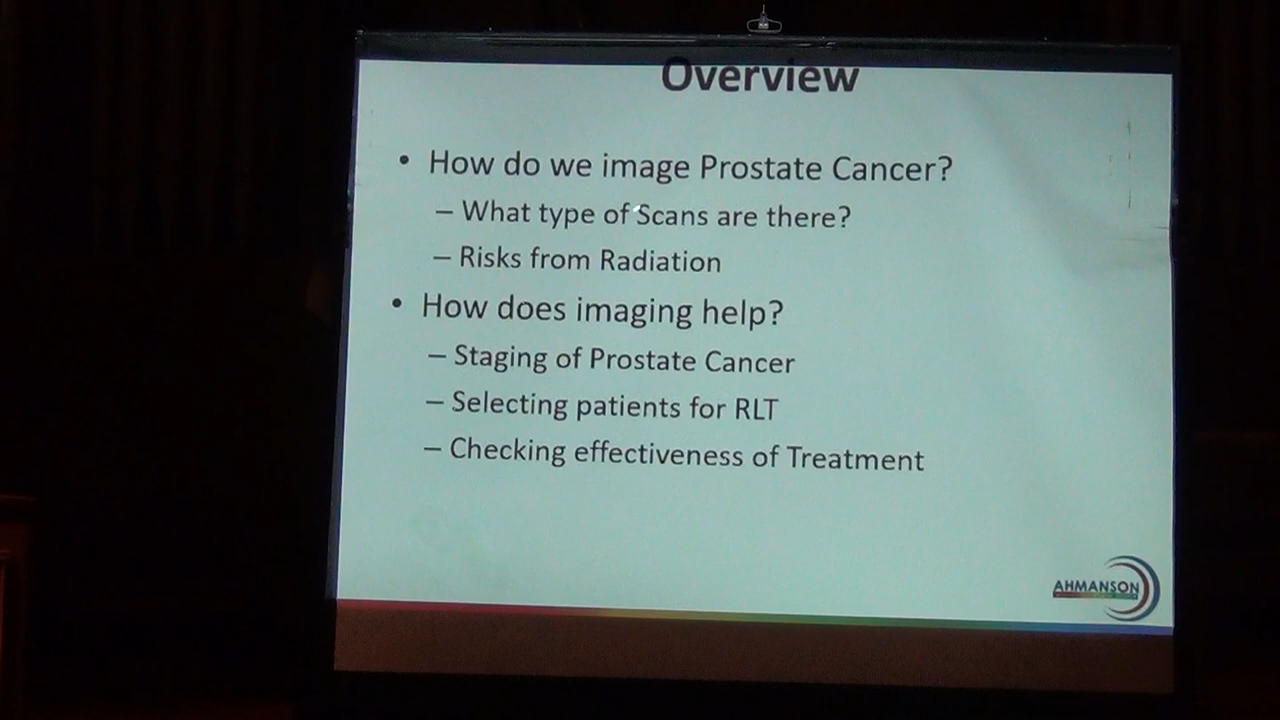 Overview
• How do we image Prostate Cancer?
– What type of Scans are there?
– Risks from Radiation
• How does imaging help?
– Staging of Prostate Cancer
– Selecting patients for RLT
– Checking effectiveness of Treatment
AHMANSON